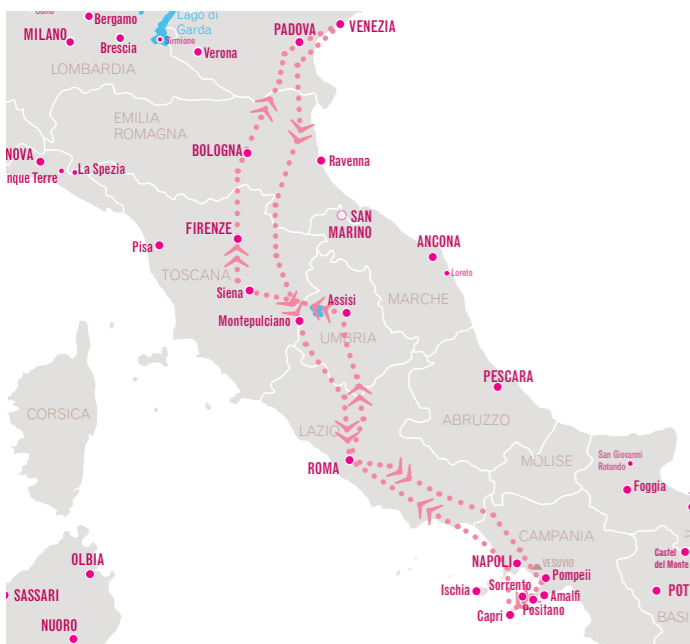 Lago di
Garda
Bergamo
MILANO
Brescia
Sirmione
Verona
PADOVA
VENEZIA
LOMBARDIA
EMILIA
ROMAGNA
BOLOGNA
Ravenna
NOVA
nque Terre
La Spezia
SAN
MARINO
FIRENZE
Pisa
ANCONA
Loreto
TOSCANA
Siena
Assisi
MARCHE
Montepulciano
UMBRIA
PESCARA
CORSICA
LAZIO
ABRUZZO
ROMA
MOLISE
San Giovanni
Rotondo
Foggia
CAMPANIA
NAPOLI
VESUVIO
Pompeii
Castel
del Monte
OLBIA
Ischia
Sorrento
Amalfi
Positano
Capri
POT
BASI
SASSARI
NUORO